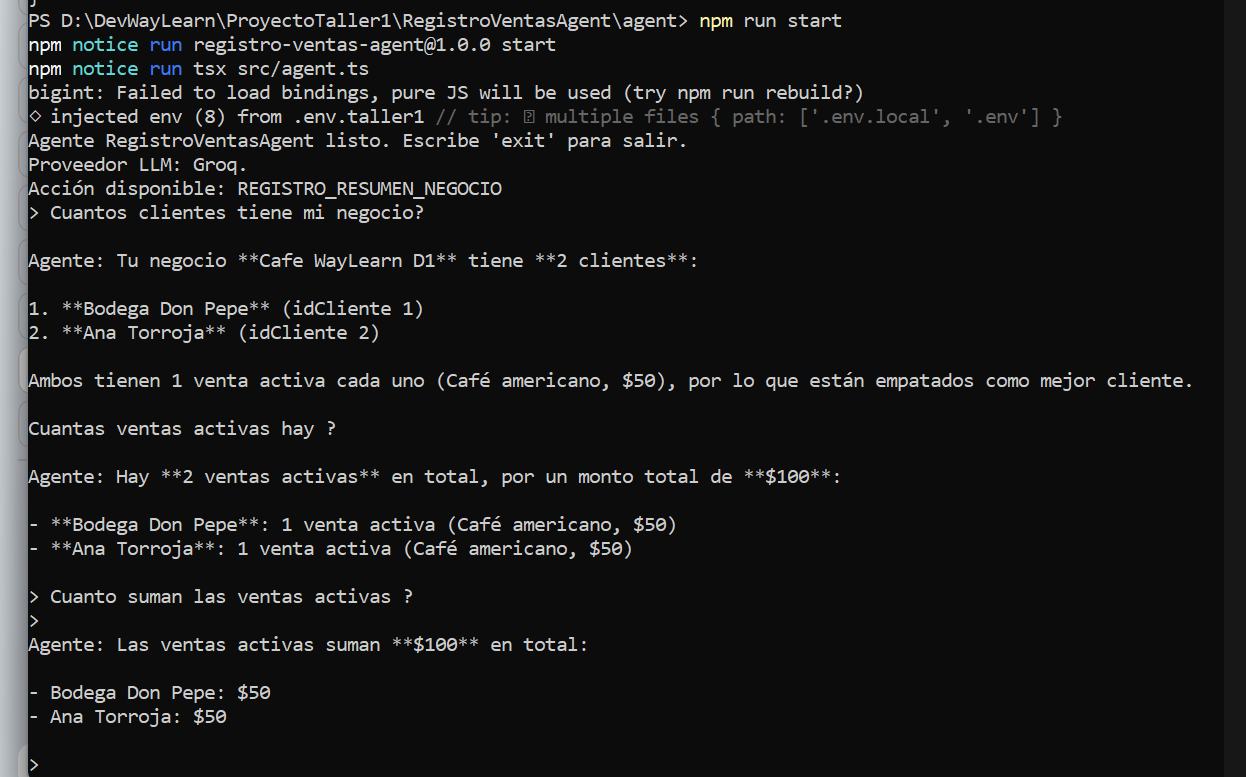 PS D:\DevWayLearn\ProyectoTaller1\RegistroVentasAgent\agent> npm run start
npm notice run registro-ventas-agent@1.0.0 start
npm notice run tsx src/agent.ts
bigint: Failed to load bindings, pure JS will be used (try npm run rebuild?)
◇ injected env (8) from .env.taller1 // tip: ⍰ multiple files { path: ['.env.local', '.env'] }
Agente RegistroVentasAgent listo. Escribe 'exit' para salir.
Proveedor LLM: Groq.
Acción disponible: REGISTRO_RESUMEN_NEGOCIO
> Cuantos clientes tiene mi negocio?
Agente: Tu negocio **Cafe WayLearn D1** tiene **2 clientes**:
1. **Bodega Don Pepe** (idCliente 1)
2. **Ana Torroja** (idCliente 2)
Ambos tienen 1 venta activa cada uno (Café americano, $50), por lo que están empatados como mejor cliente.
Cuantas ventas activas hay ?
Agente: Hay **2 ventas activas** en total, por un monto total de **$100**:
- **Bodega Don Pepe**: 1 venta activa (Café americano, $50)
- **Ana Torroja**: 1 venta activa (Café americano, $50)
> Cuanto suman las ventas activas ?
>
Agente: Las ventas activas suman **$100** en total:
- Bodega Don Pepe: $50
- Ana Torroja: $50
>